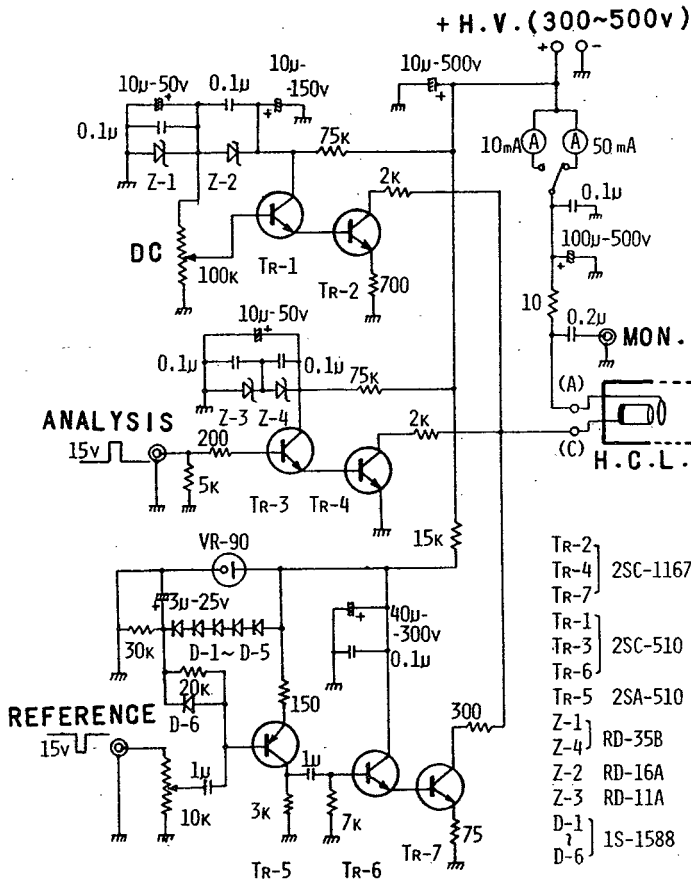 + H.V.(300~500v)
+ -
10μ-50v
0.1μ
10μ-
-150v
10μ-500v
+
+
+
0.1μ
75K
10mA
A
A
50mA
Z-1
Z-2
2K
0.1μ
DC
100K
TR-1
TR-2
700
100μ-500v
+
10μ-50v
+
10
0.2μ
MON.
0.1μ
0.1μ
75K
Z-3
Z-4
2K
(A)
ANALYSIS
15v
200
(C)
H.C.L.
5K
TR-3
TR-4
15K
VR-90
+
3μ-25v
40μ-
-300v
+
0.1μ
30K
D-1~D-5
20K
D-6
150
300
REFERENCE
15v
1μ
1μ
10K
3K
7K
75
TR-5
TR-6
TR-7
TR-2
TR-4
TR-7
2SC-1167
TR-1
TR-3
TR-6
2SC-510
TR-5 2SA-510
Z-1
Z-4
RD-35B
Z-2 RD-16A
Z-3 RD-11A
D-1
~
D-6
1S-1588